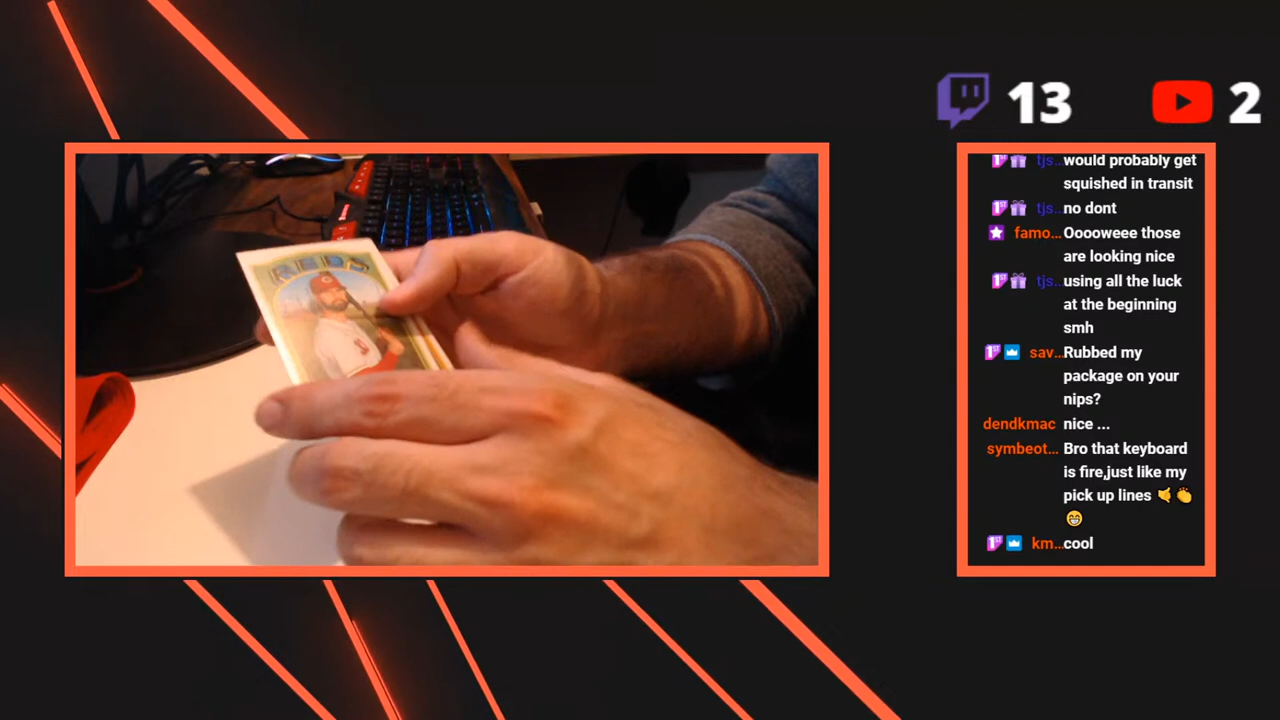 13
2
REDS
tjs.. would probably get
squished in transit
tjs.. no dont
famo... Ooooweee those
are looking nice
tjs.. using all the luck
at the beginning
smh
sav... Rubbed my
package on your
nips?
dendkmac nice ...
symbeot... Bro that keyboard
is fire,just like my
pick up lines 🤙👏
😁
km... cool